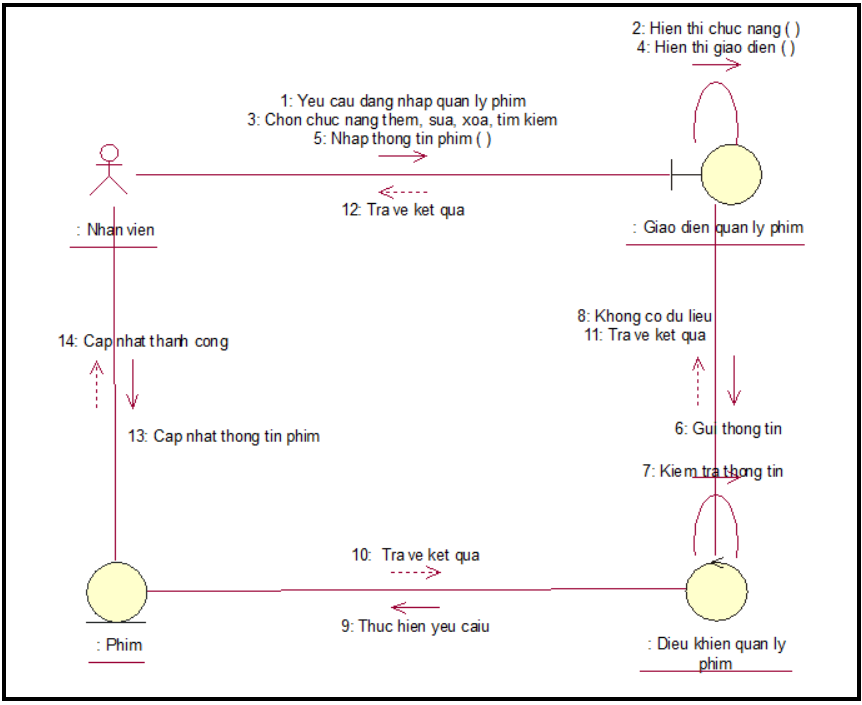 2: Hien thi chuc nang ( )
4: Hien thi giao dien ( )
1: Yeu cau dang nhap quan ly phim
3: Chon chuc nang them, sua, xoa, tim kiem
5: Nhap thong tin phim ( )
12: Tra ve ket qua
: Nhan vien
: Giao dien quan ly phim
8: Khong co du lieu
11: Tra ve ket qua
14: Cap nhat thanh cong
6: Gui thong tin
13: Cap nhat thong tin phim
7: Kiem tra thong tin
10: Tra ve ket qua
9: Thuc hien yeu caiu
: Phim
: Dieu khien quan ly
phim